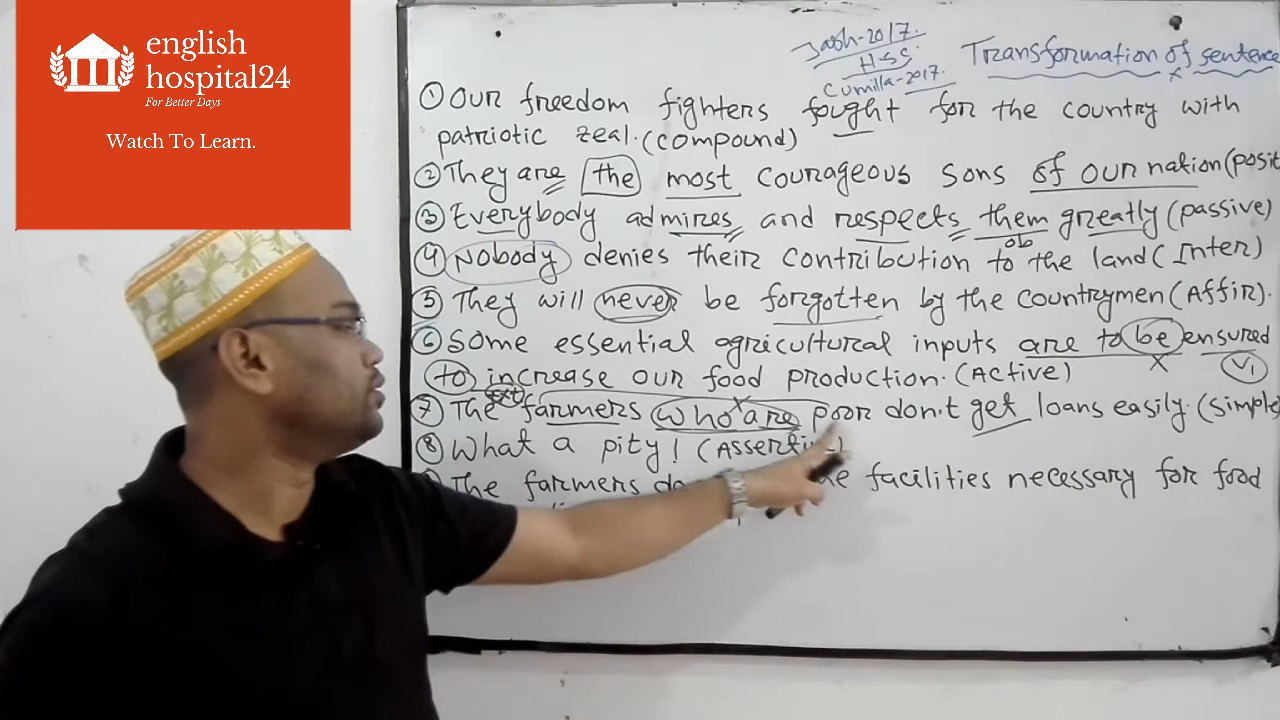 english
hospital24
For Better Days
Watch To Learn.
Jash-2017.
HSS
Cumilla-2017.
Transformation of sentence
① Our freedom fighters fought for the country with
patriotic zeal. (compound)
② They are the most courageous sons of our nation (posit
③ Everybody admires and respects them greatly (passive)
ob
④ Nobody denies their contribution to the land (Inter)
⑤ They will never be forgotten by the countrymen (Affir).
⑥ Some essential agricultural inputs are to be ensured
V1
to increase our food production. (Active)
ext
⑦ The farmers who are poor don't get loans easily. (Simple)
⑧ What a pity! (Assertive)
The farmers facilities necessary for food